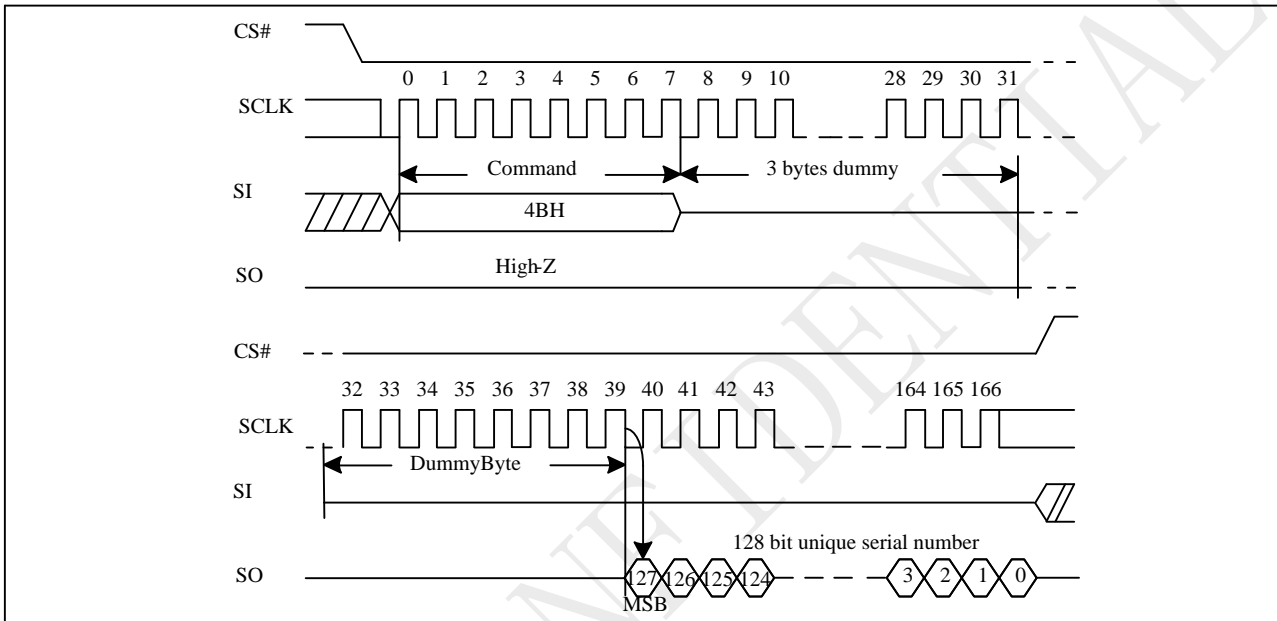 CS#
0 1 2 3 4 5 6 7 8 9 10 28 29 30 31
SCLK
Command 3 bytes dummy
SI
4BH
High-Z
SO
CS#
32 33 34 35 36 37 38 39 40 41 42 43 164 165 166
SCLK
DummyByte
SI
128 bit unique serial number
SO
127 126 125 124 3 2 1 0
MSB
NFIDENTIAL